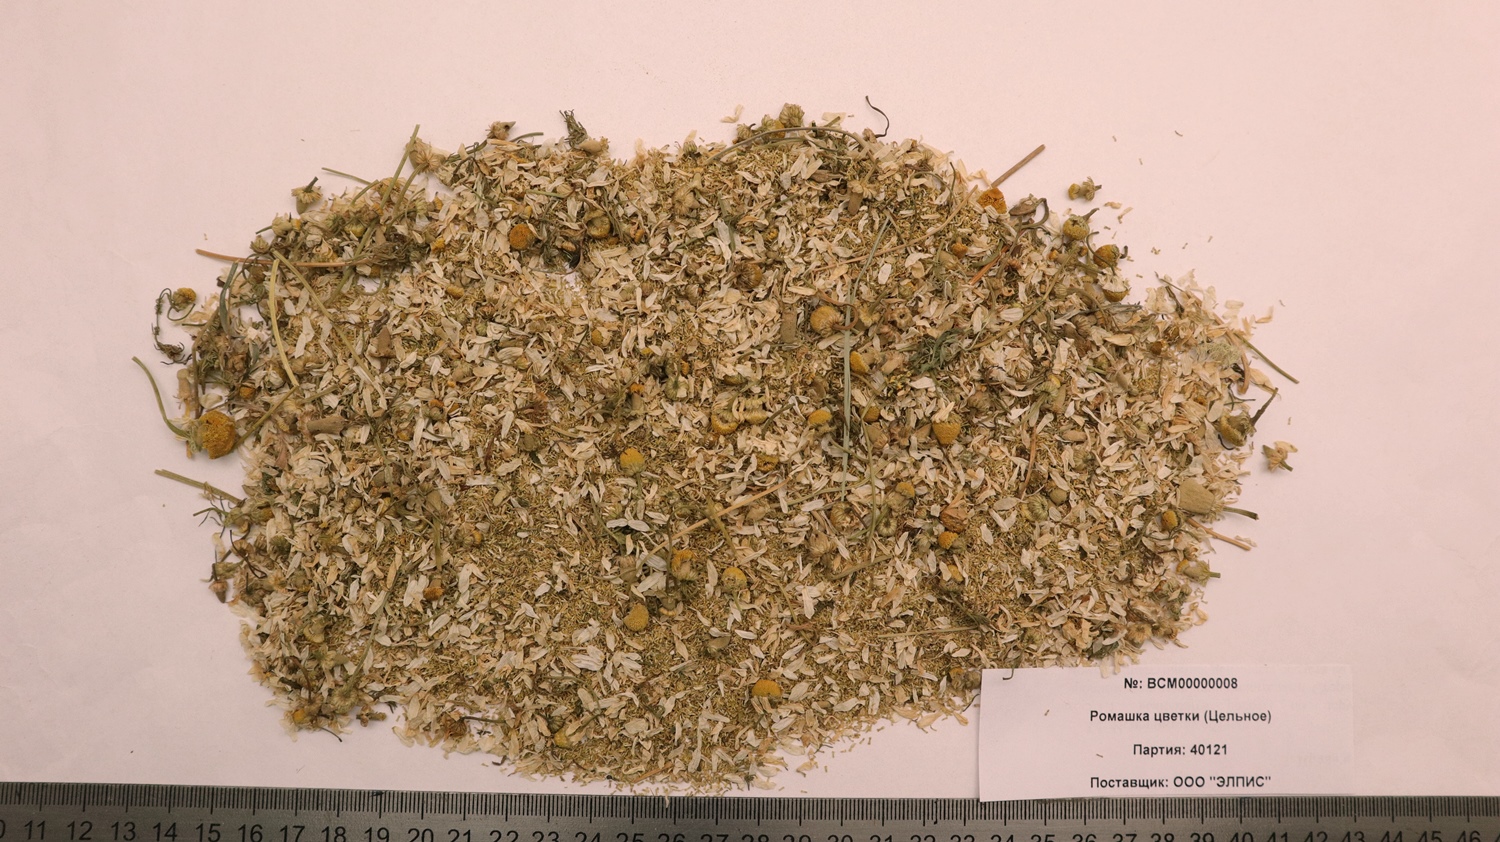 №: ВСМ00000008
Ромашка цветки (Цельное)
Партия: 40121
Поставщик: ООО "ЭЛПИС"
11 12 13 14 15 16 17 18 19 20 21 22 23 24 25 26 27 28 29 30 31 32 33 34 35 36 37 38 39 40 41 42 43 44 45 46